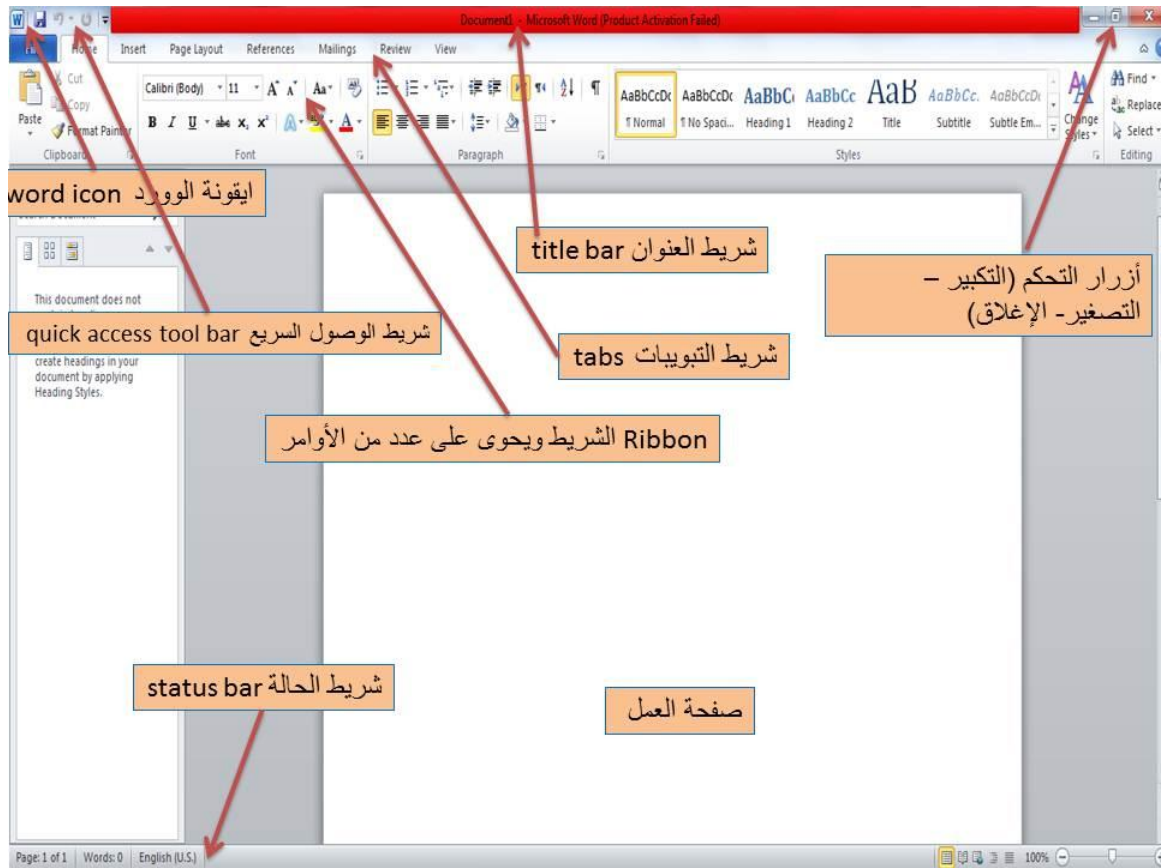 Document1 - Microsoft Word (Product Activation Failed)
Home Insert Page Layout References Mailings Review View
Cut
Copy
Paste
Format Painter
Clipboard
Calibri (Body) 11
Font
Paragraph
AaBbCcDc AaBbCcDc AaBbC AaBbCc AaB AaBbCc. AaBbCcDc
¶ Normal ¶ No Spaci... Heading 1 Heading 2 Title Subtitle Subtle Em...
Styles
Change Styles
Find
Replace
Select
Editing
ايقونة الوورد word icon
شريط العنوان title bar
أزرار التحكم (التكبير –
التصغير- الإغلاق)
This document does not
شريط الوصول السريع quick access tool bar
create headings in your
document by applying
Heading Styles.
شريط التبويبات tabs
Ribbon الشريط ويحوى على عدد من الأوامر
شريط الحالة status bar
صفحة العمل
Page: 1 of 1 Words: 0 English (U.S.) 100%